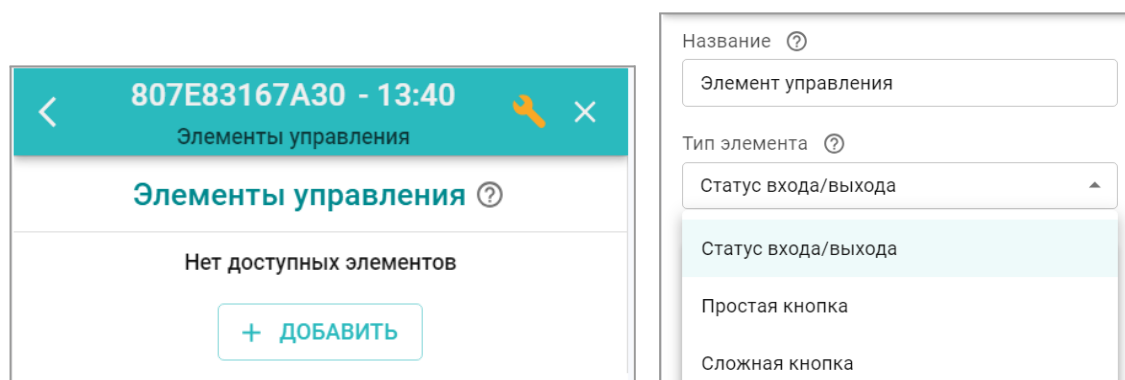 807E83167A30 - 13:40
Элементы управления
Элементы управления
Нет доступных элементов
+ ДОБАВИТЬ
Название
Элемент управления
Тип элемента
Статус входа/выхода
Статус входа/выхода
Простая кнопка
Сложная кнопка